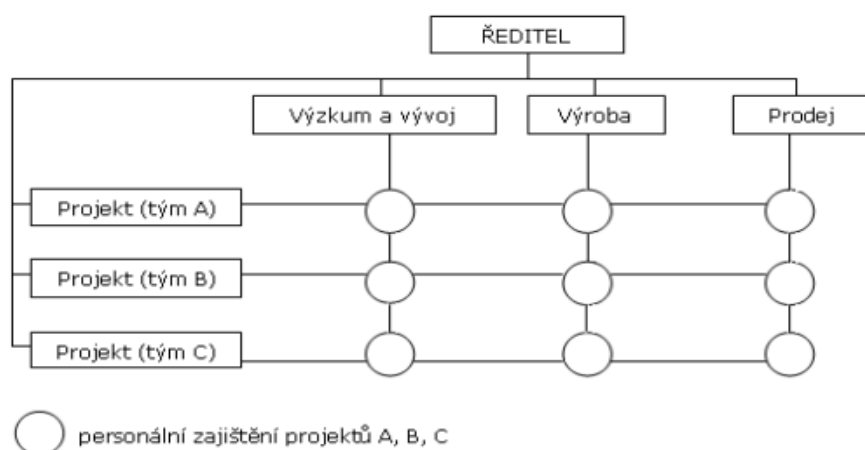 ŘEDITEL
Výzkum a vývoj
Výroba
Prodej
Projekt (tým A)
Projekt (tým B)
Projekt (tým C)
personální zajištění projektů A, B, C